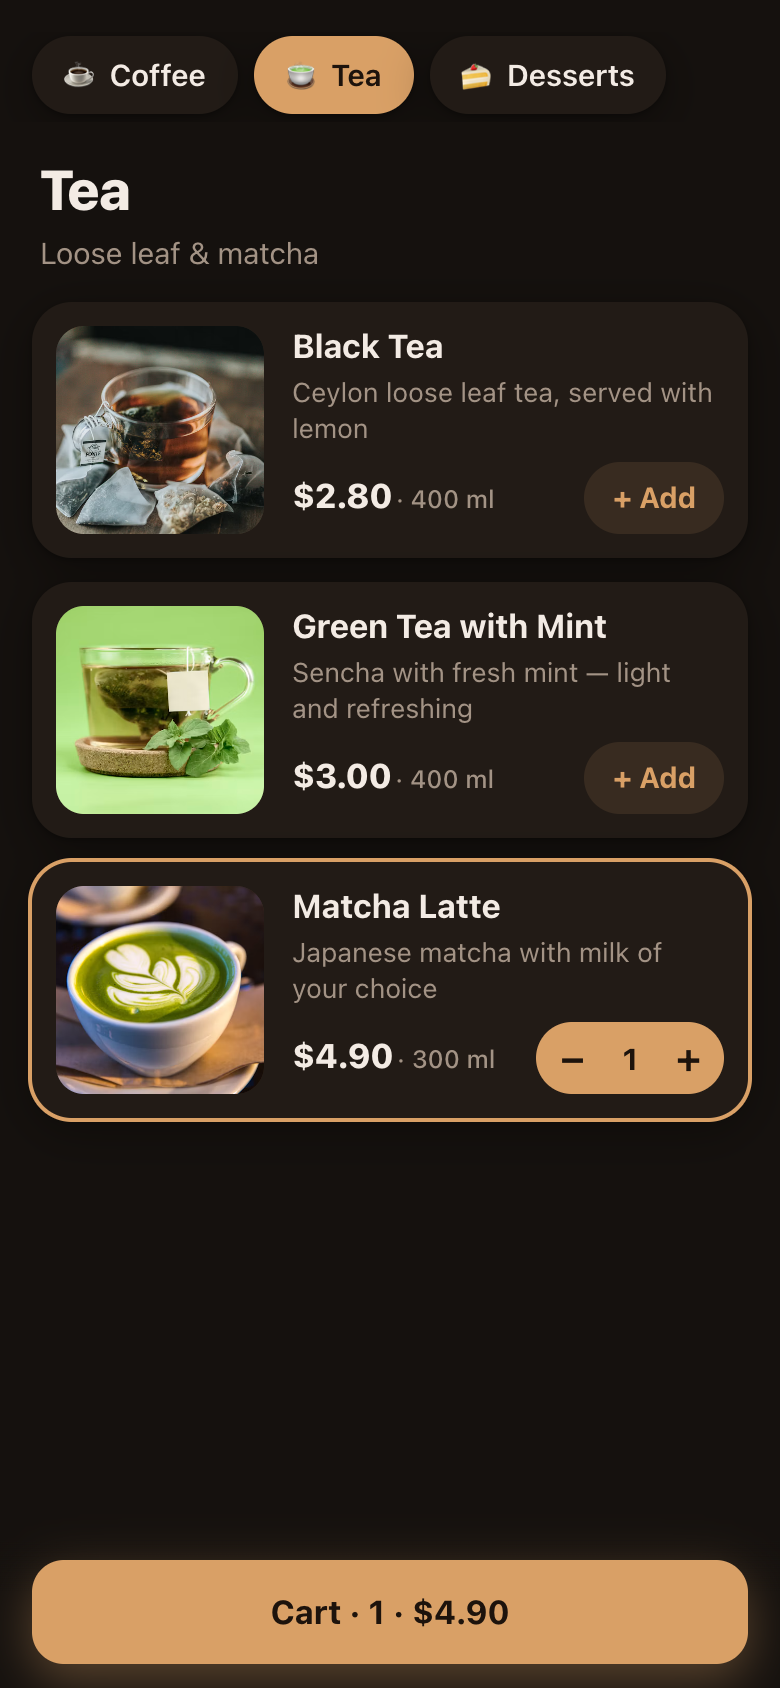 Coffee
Tea
Desserts
Tea
Loose leaf & matcha
Black Tea
Ceylon loose leaf tea, served with
lemon
$2.80 · 400 ml
+ Add
Green Tea with Mint
Sencha with fresh mint — light
and refreshing
$3.00 · 400 ml
+ Add
Matcha Latte
Japanese matcha with milk of
your choice
$4.90 · 300 ml
− 1 +
Cart · 1 · $4.90